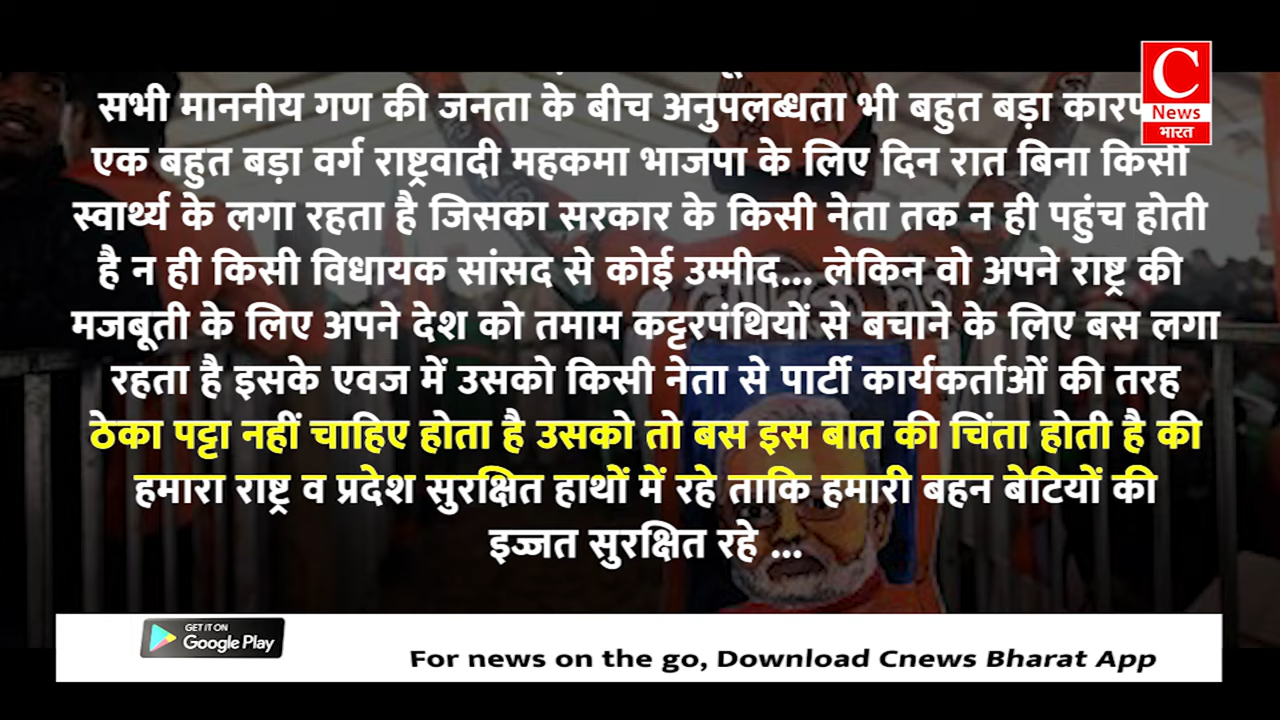 सभी माननीय गण की जनता के बीच अनुपलब्धता भी बहुत बड़ा
एक बहुत बड़ा वर्ग राष्ट्रवादी महकमा भाजपा के लिए दिन रात बिना किसी
स्वार्थ्य के लगा रहता है जिसका सरकार के किसी नेता तक न ही पहुंच होती
है न ही किसी विधायक सांसद से कोई उम्मीद... लेकिन वो अपने राष्ट्र की
मजबूती के लिए अपने देश को तमाम कट्टरपंथियों से बचाने के लिए बस लगा
रहता है इसके एवज में उसको किसी नेता से पार्टी कार्यकर्ताओं की तरह
ठेका पट्टा नहीं चाहिए होता है उसको तो बस इस बात की चिंता होती है की
हमारा राष्ट्र व प्रदेश सुरक्षित हाथों में रहे ताकि हमारी बहन बेटियों की
इज्जत सुरक्षित रहे ...
C
News
भारत
GET IT ON
Google Play
For news on the go, Download Cnews Bharat App